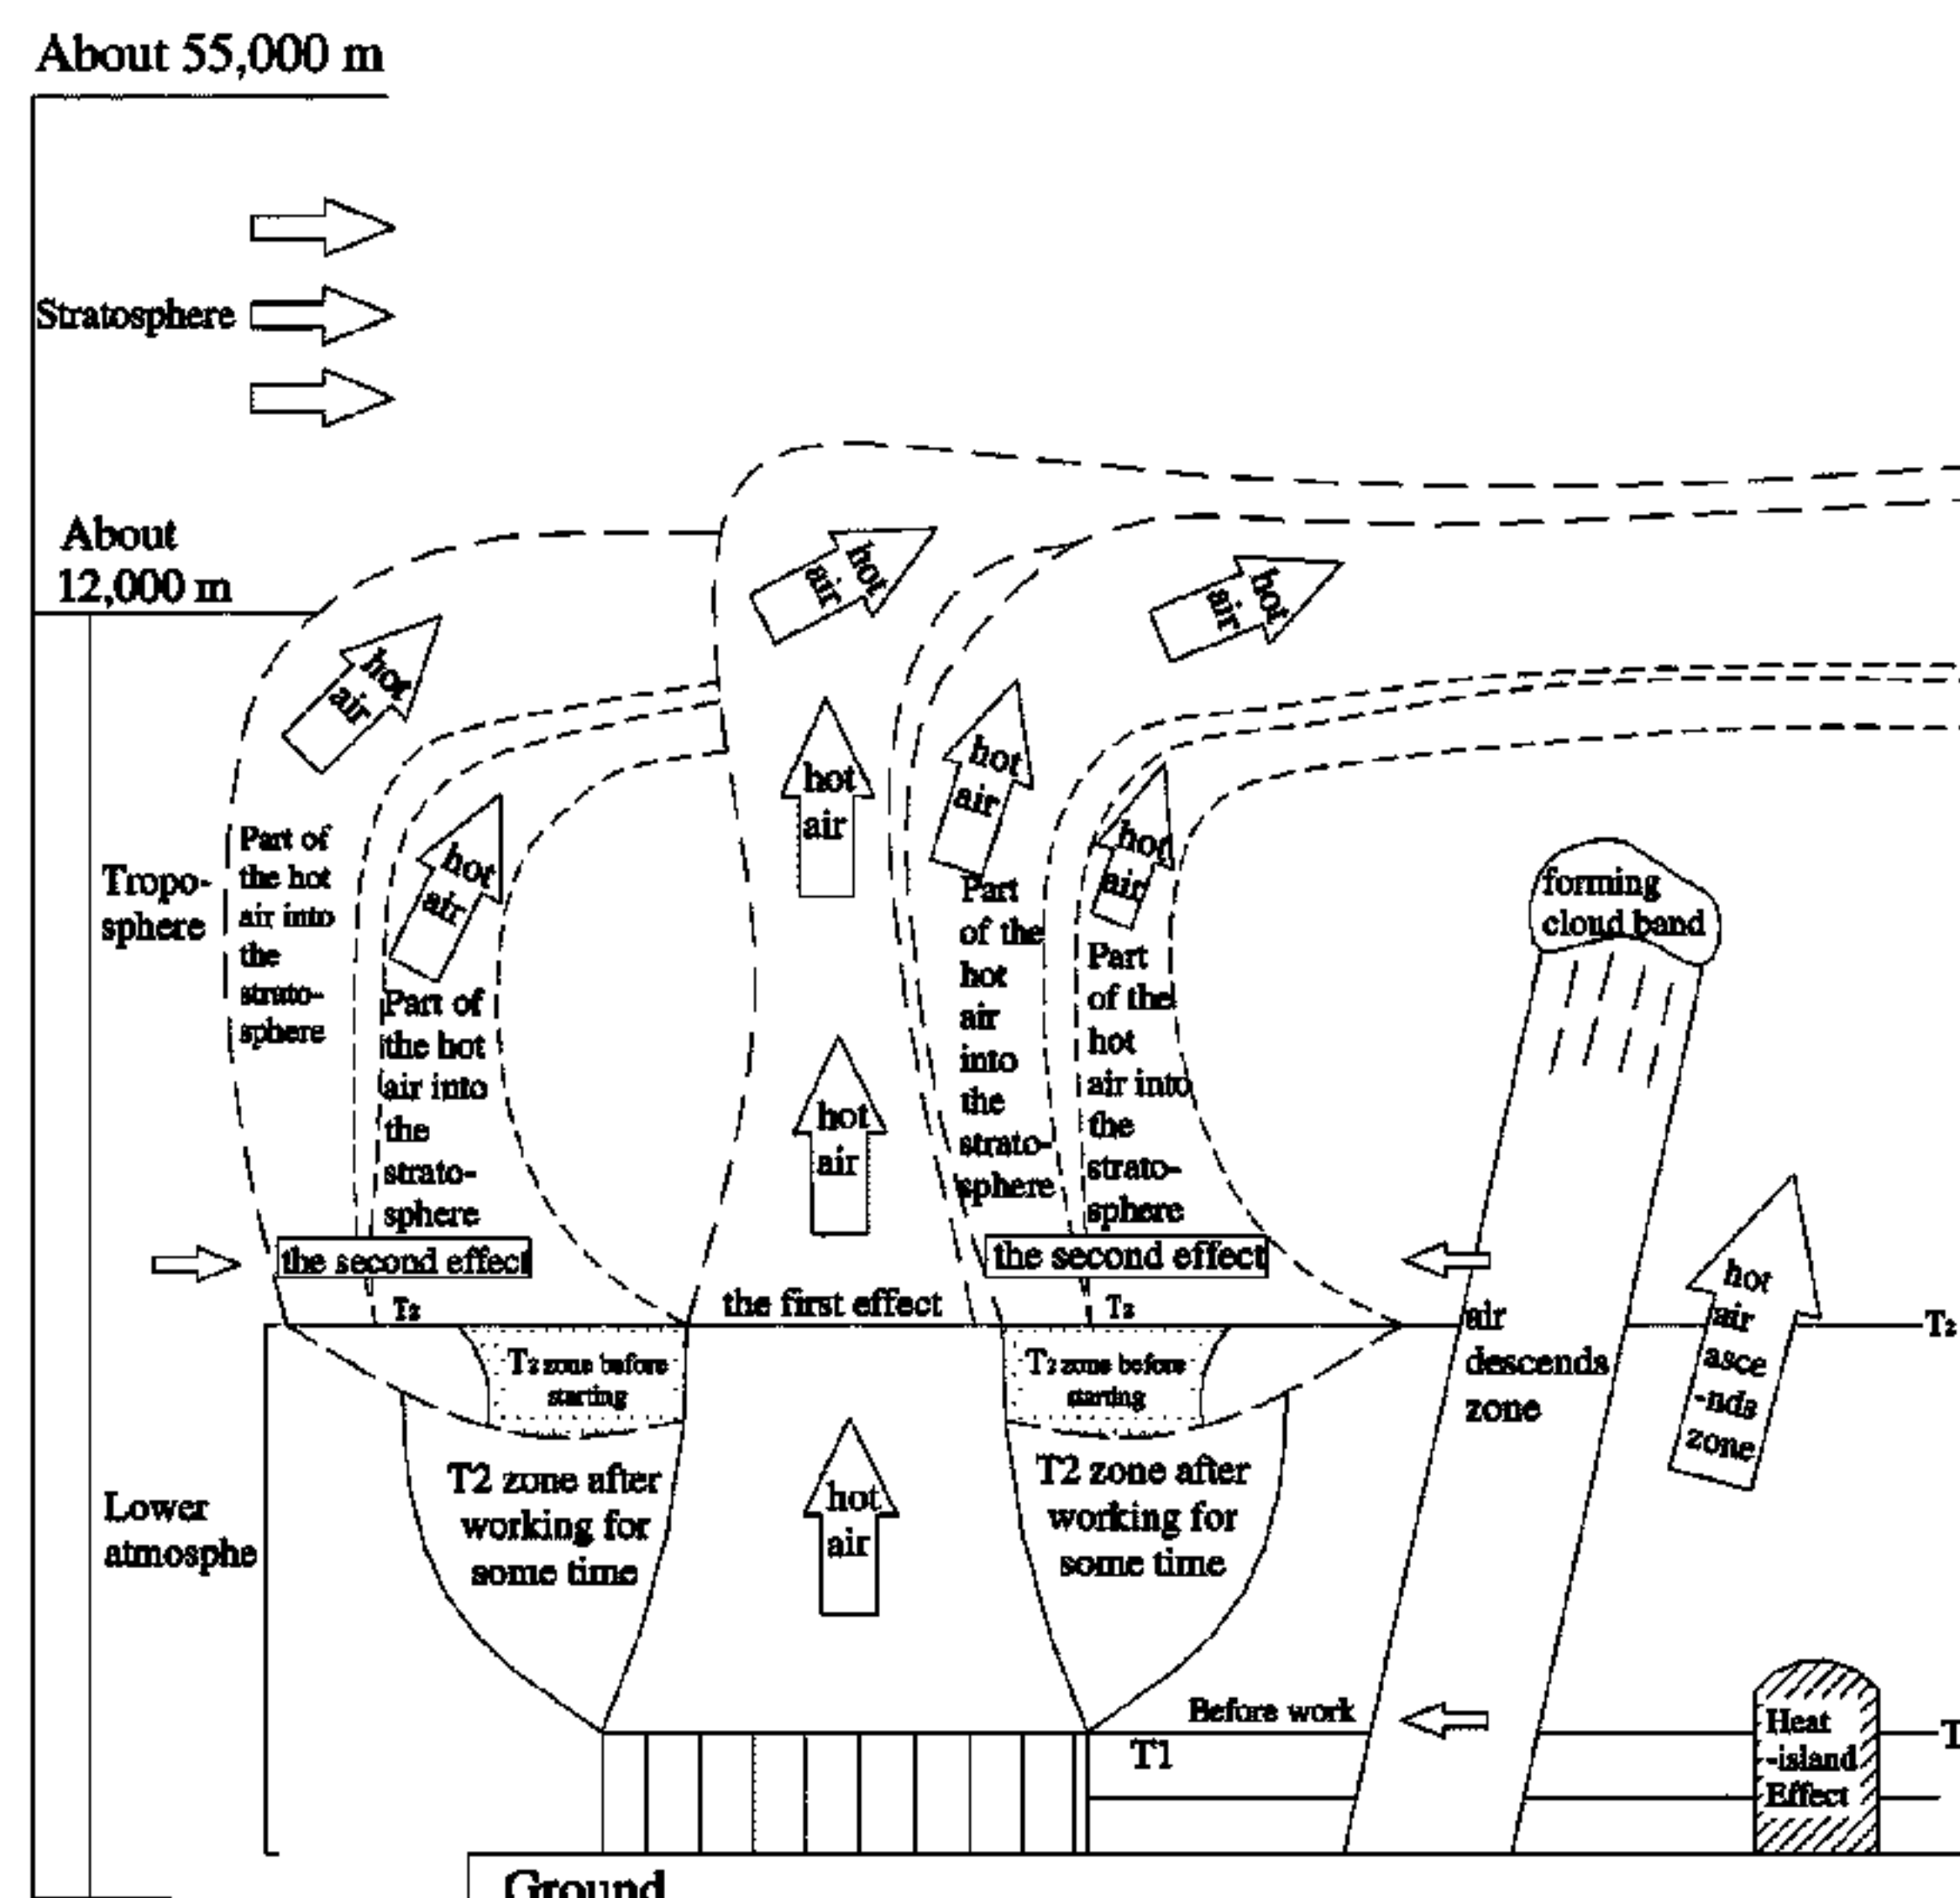 About 55,000 m
Stratosphere
About
12,000 m
hot
air
hot
air
hot
air
hot
air
hot
air
hot
air
hot
air
Tropo-
sphere
Part of
the hot
air into
the
strato-
sphere
Part of
the hot
air into
the
strato-
sphere
Part
of the
hot
air
into
the
strato-
sphere
Part
of the
hot
air into
the
strato-
sphere
forming
cloud band
hot
air
the second effect
the second effect
T2
the first effect
T2
T2
air
descends
zone
hot
air
asce
-nds
zone
T2 zone before
starting
T2 zone before
starting
T2 zone after
working for
some time
T2 zone after
working for
some time
hot
air
Lower
atmosphe
Before work
T1
Heat
-island
Effect
Ground